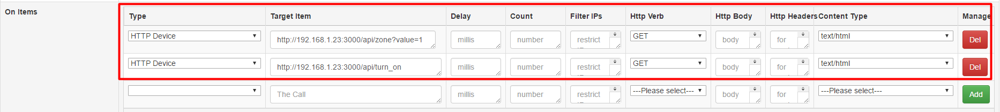 On Items
Type Target Item Delay Count Filter IPs Http Verb Http Body Http Headers Content Type Manage
HTTP Device http://192.168.1.23:3000/api/zone?value=1 millis number restrict GET body for text/html Del
HTTP Device http://192.168.1.23:3000/api/turn_on millis number restrict GET body for text/html Del
The Call millis number restrict ---Please select--- body for ---Please select--- Add